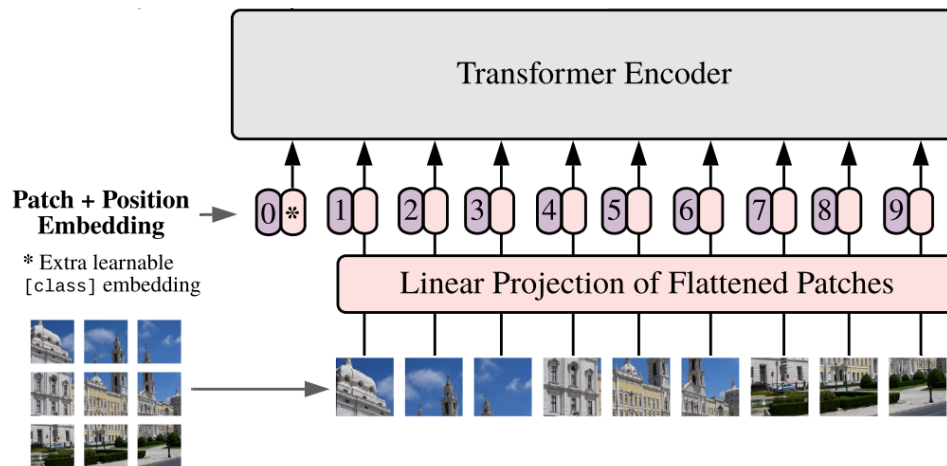 Transformer Encoder
Patch + Position
Embedding
0 * 1 2 3 4 5 6 7 8 9
* Extra learnable
[class] embedding
Linear Projection of Flattened Patches